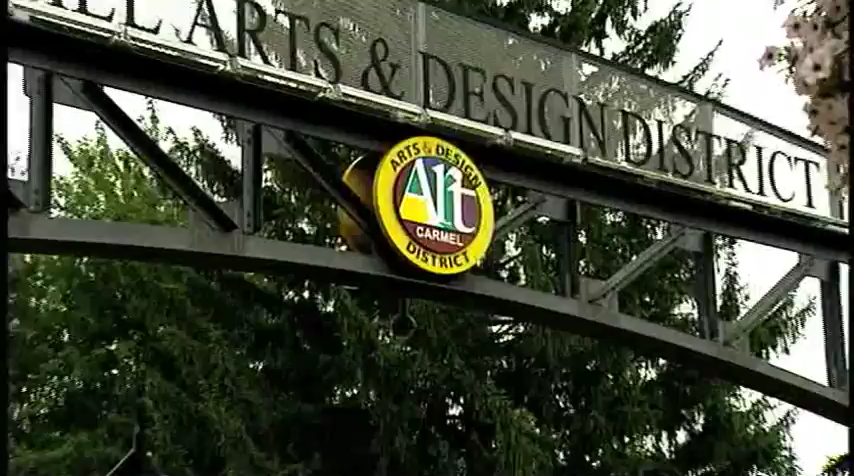 ARTS & DESIGN DISTRICT
ARTS & DESIGN
Art
CARMEL
DISTRICT